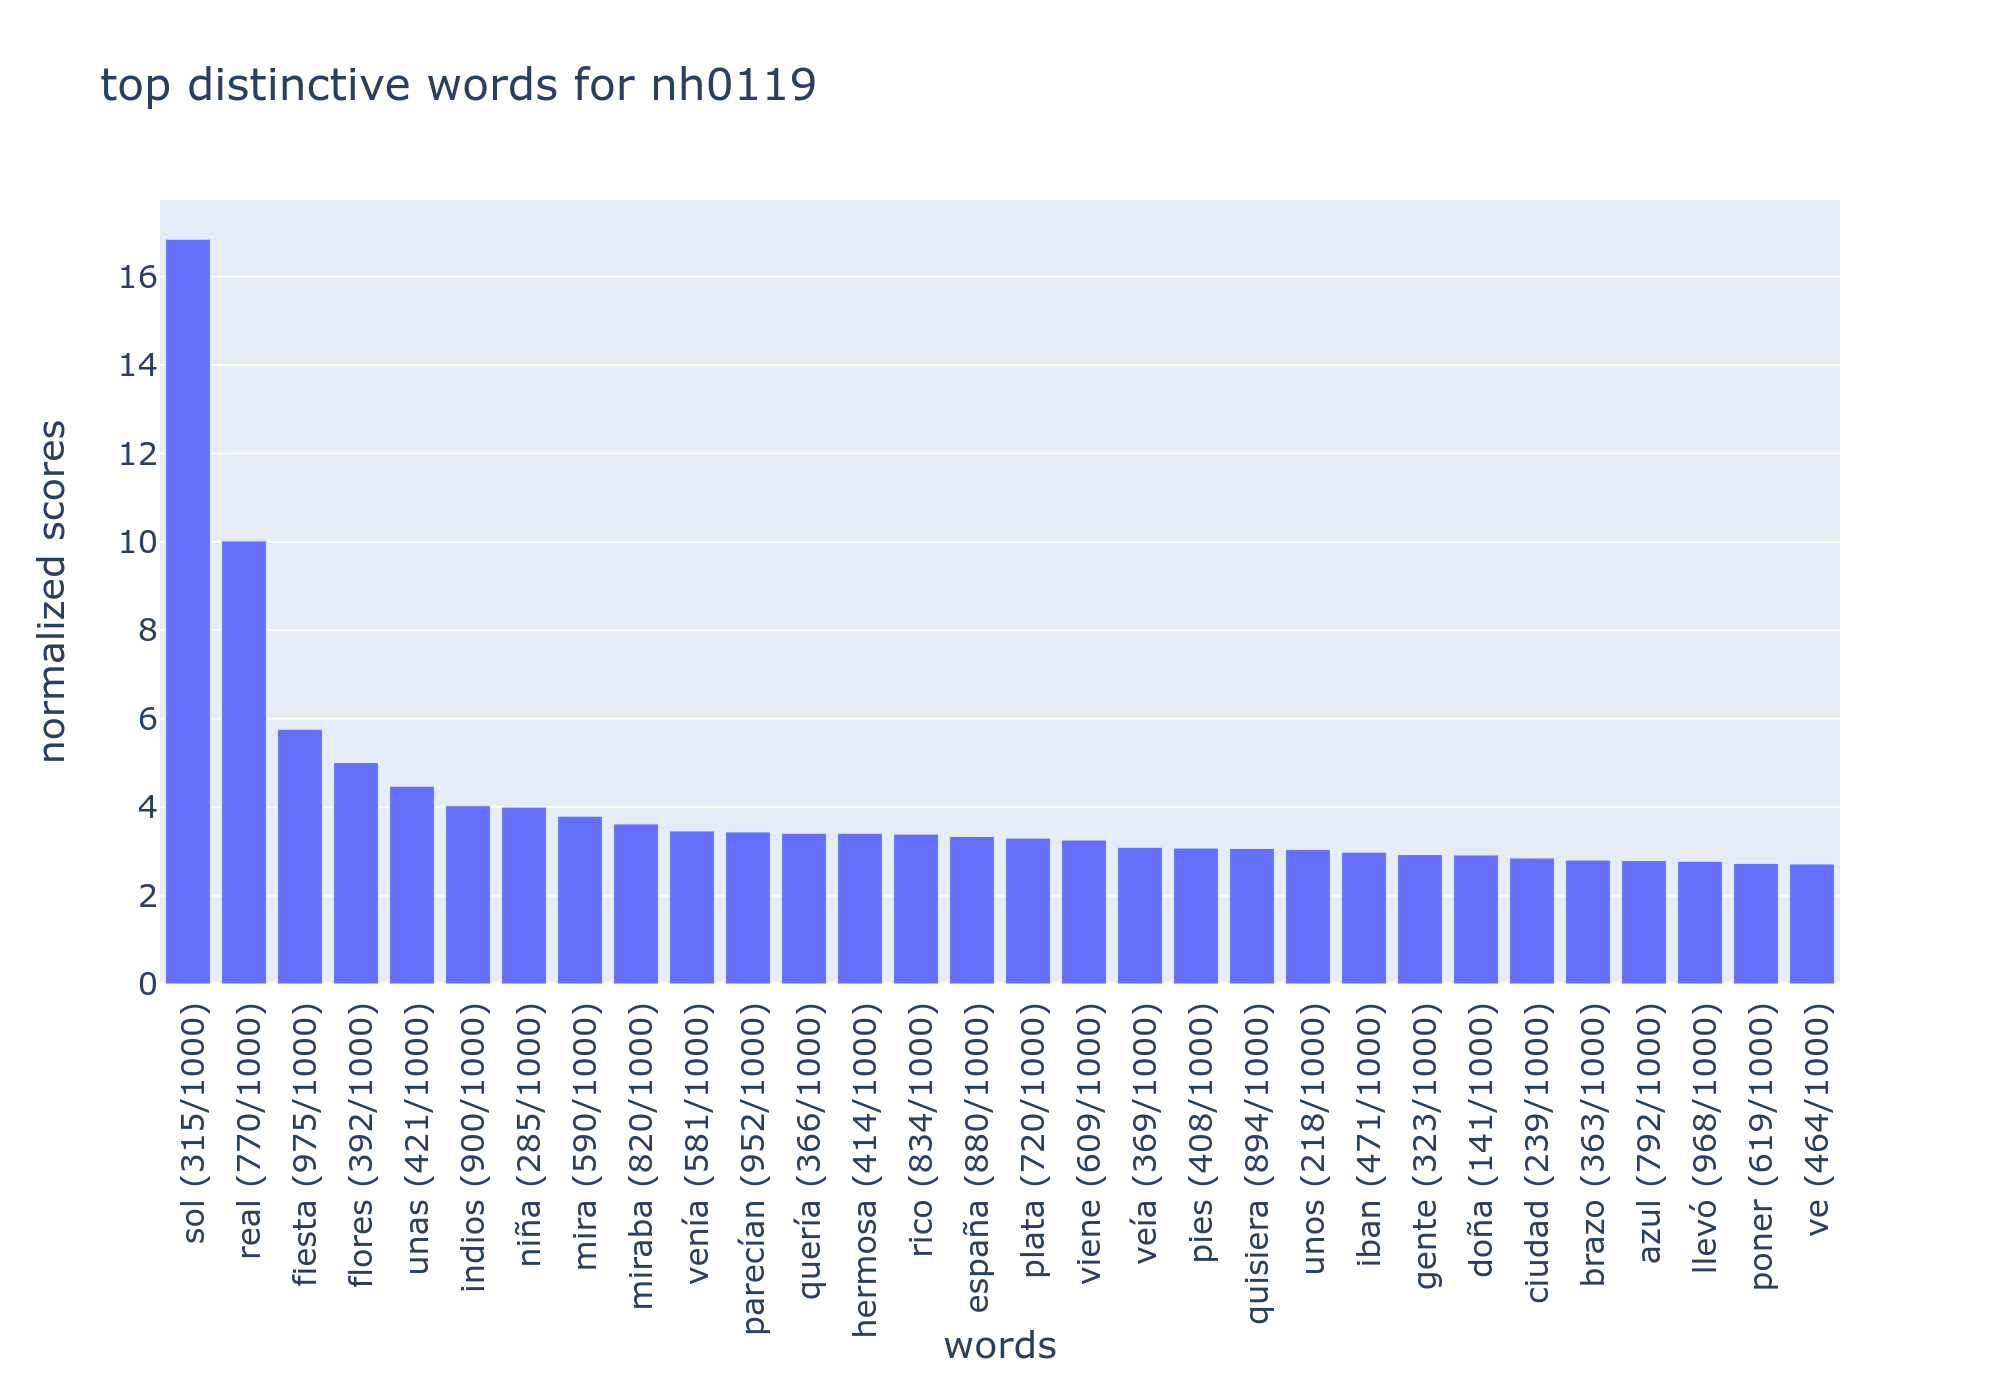 top distinctive words for nh0119
normalized scores
16
14
12
10
8
6
4
2
0
sol (315/1000)
real (770/1000)
fiesta (975/1000)
flores (392/1000)
unas (421/1000)
indios (900/1000)
niña (285/1000)
mira (590/1000)
miraba (820/1000)
venía (581/1000)
parecían (952/1000)
quería (366/1000)
hermosa (414/1000)
rico (834/1000)
españa (880/1000)
plata (720/1000)
viene (609/1000)
veía (369/1000)
pies (408/1000)
quisiera (894/1000)
unos (218/1000)
iban (471/1000)
gente (323/1000)
doña (141/1000)
ciudad (239/1000)
brazo (363/1000)
azul (792/1000)
llevó (968/1000)
poner (619/1000)
ve (464/1000)
words